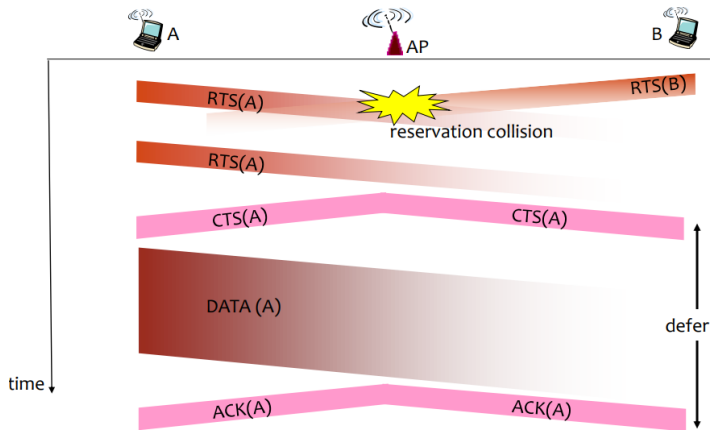 A
AP
B
RTS(A)
RTS(B)
reservation collision
RTS(A)
CTS(A)
CTS(A)
DATA (A)
defer
time
ACK(A)
ACK(A)